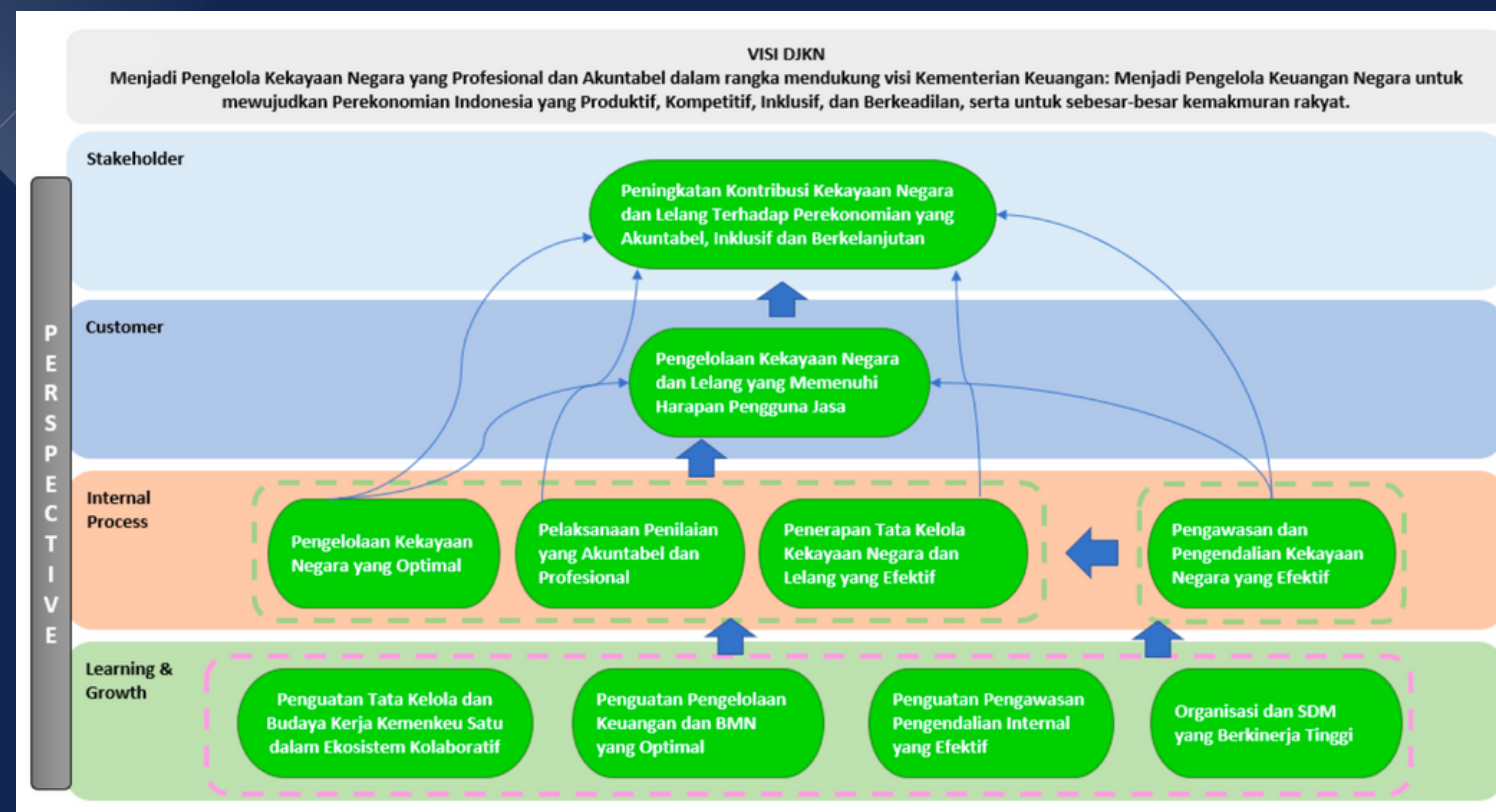 VISI DJKN
Menjadi Pengelola Kekayaan Negara yang Profesional dan Akuntabel dalam rangka mendukung visi Kementerian Keuangan: Menjadi Pengelola Keuangan Negara untuk
mewujudkan Perekonomian Indonesia yang Produktif, Kompetitif, Inklusif, dan Berkeadilan, serta untuk sebesar-besar kemakmuran rakyat.
PERSPECTIVE
Stakeholder
Peningkatan Kontribusi Kekayaan Negara
dan Lelang Terhadap Perekonomian yang
Akuntabel, Inklusif dan Berkelanjutan
Customer
Pengelolaan Kekayaan Negara
dan Lelang yang Memenuhi
Harapan Pengguna Jasa
Internal
Process
Pengelolaan Kekayaan
Negara yang Optimal
Pelaksanaan Penilaian
yang Akuntabel dan
Profesional
Penerapan Tata Kelola
Kekayaan Negara dan
Lelang yang Efektif
Pengawasan dan
Pengendalian Kekayaan
Negara yang Efektif
Learning &
Growth
Penguatan Tata Kelola dan
Budaya Kerja Kemenkeu Satu
dalam Ekosistem Kolaboratif
Penguatan Pengelolaan
Keuangan dan BMN
yang Optimal
Penguatan Pengawasan
Pengendalian Internal
yang Efektif
Organisasi dan SDM
yang Berkinerja Tinggi